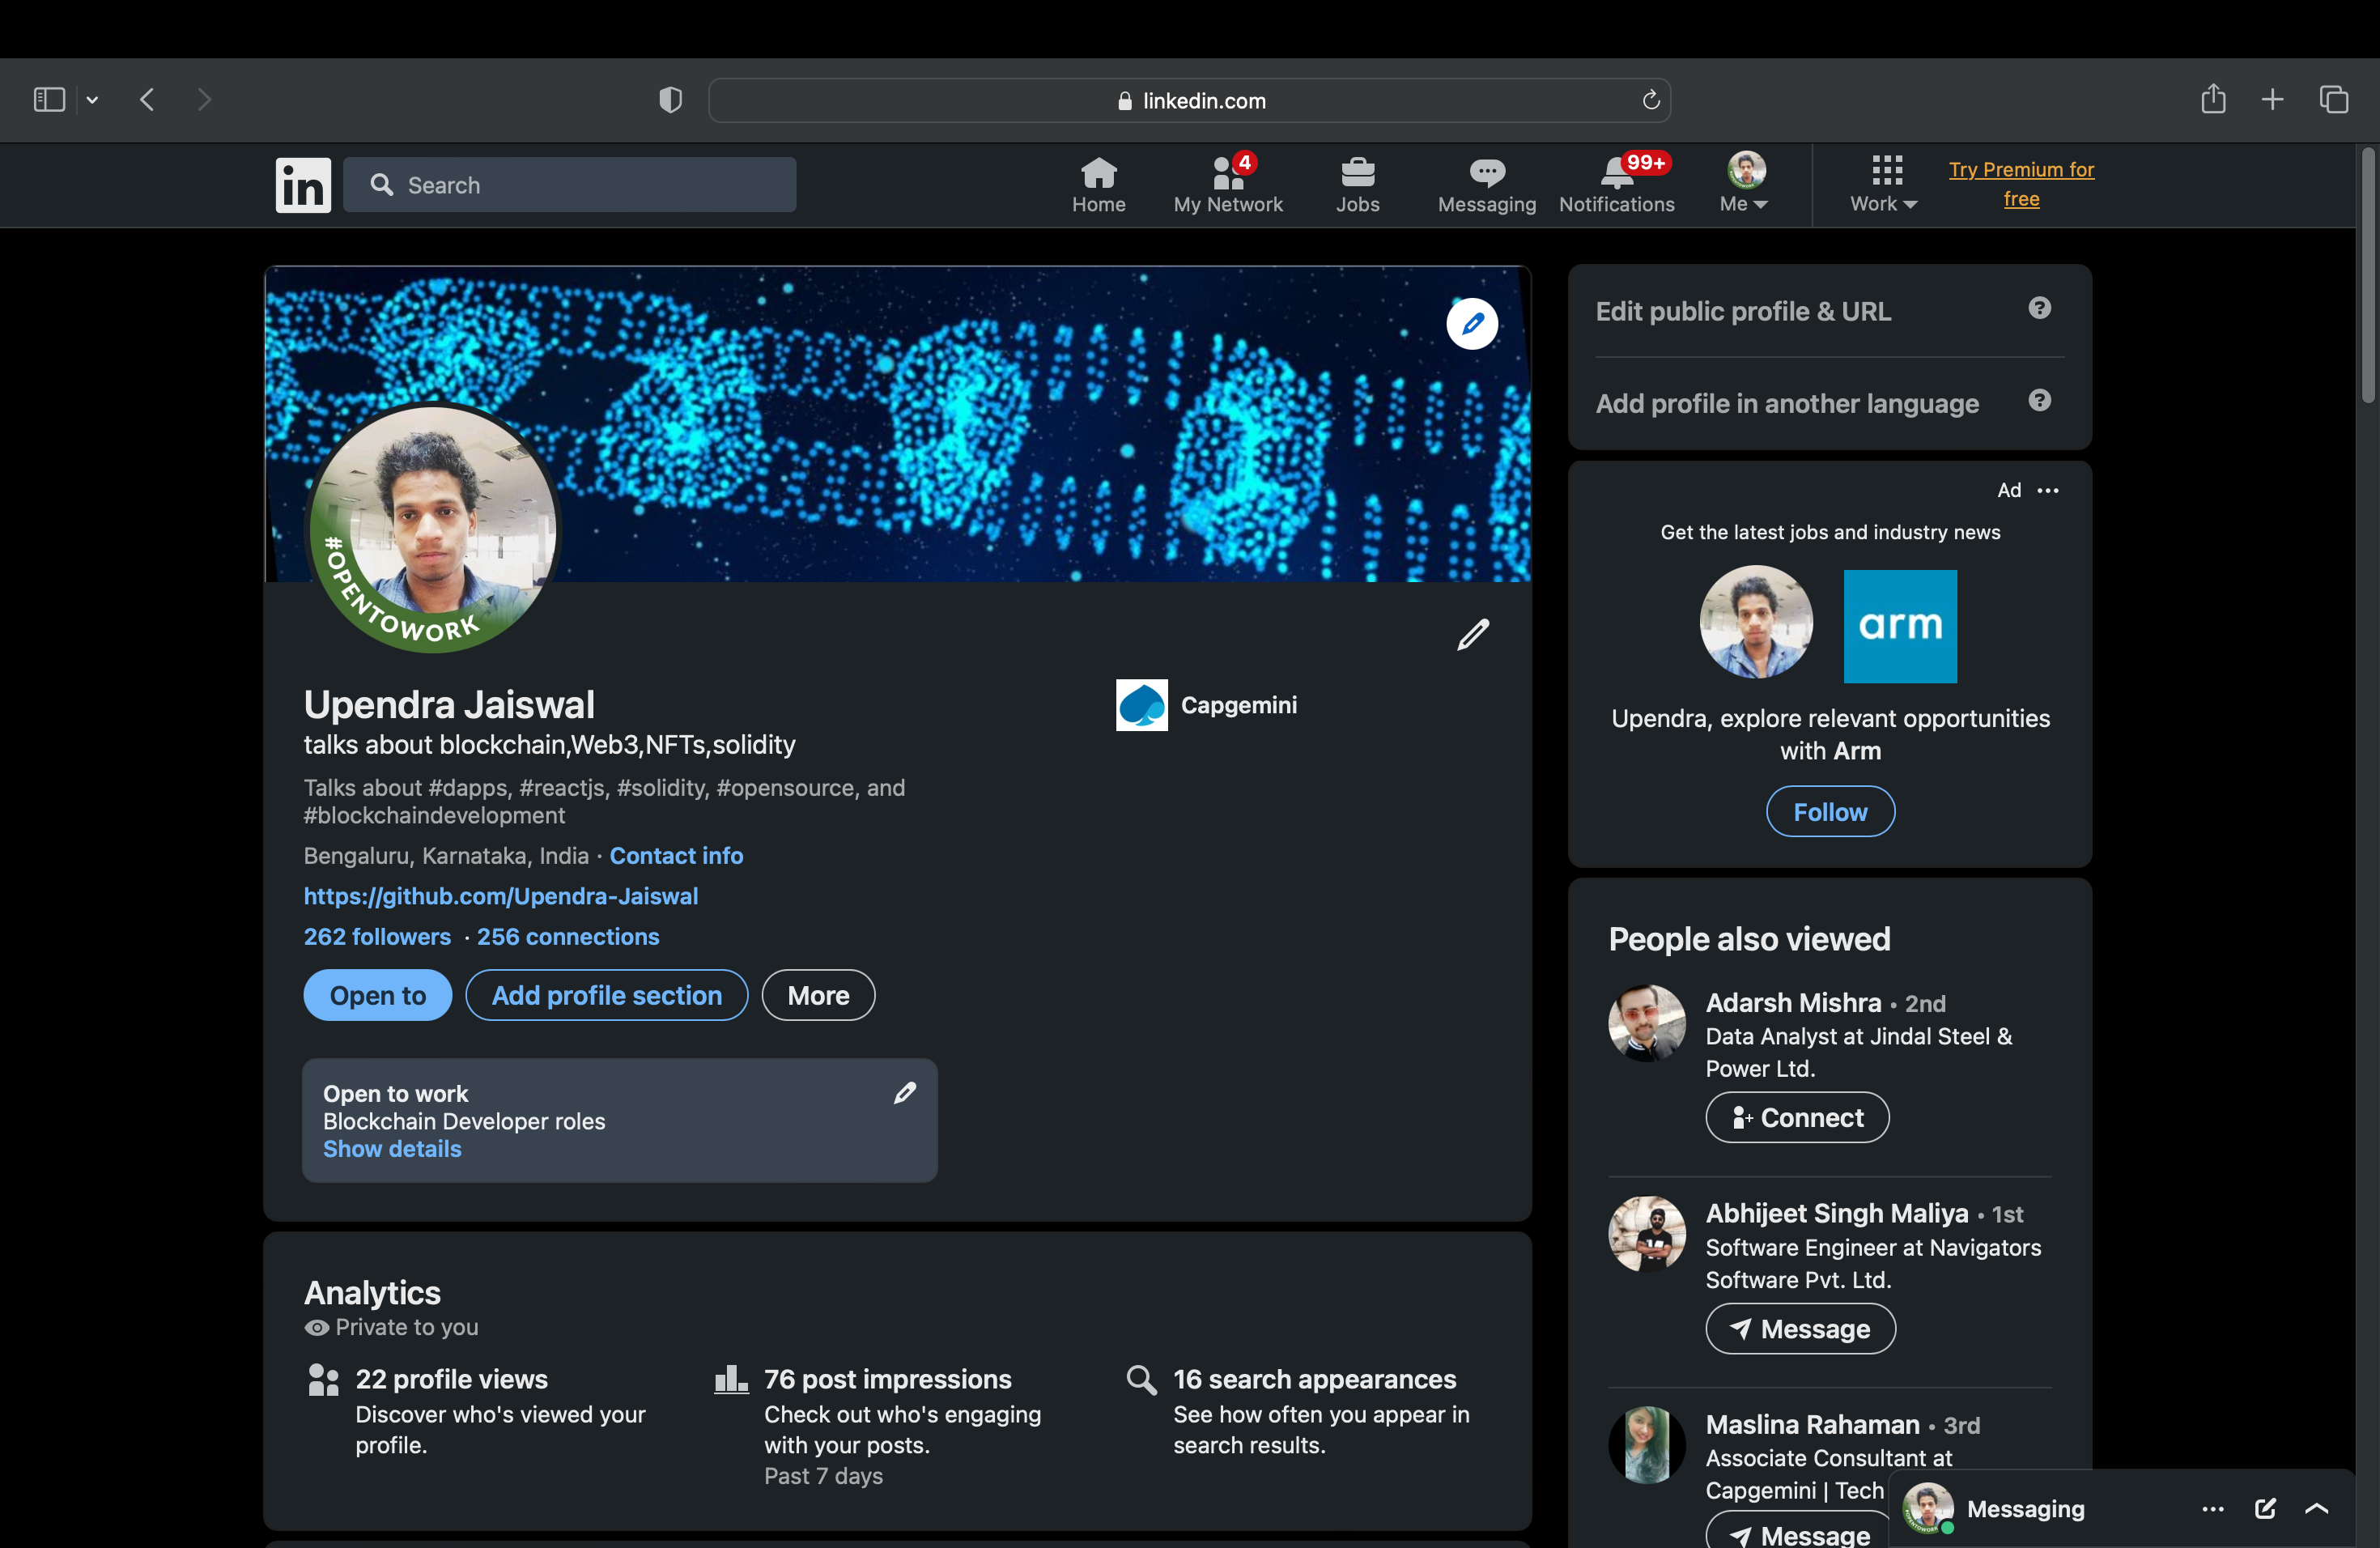 linkedin.com
in
Search
4
99+
Home
My Network
Jobs
Messaging
Notifications
Me
Work
Try Premium for
free
#OPENTOWORK
Upendra Jaiswal
talks about blockchain,Web3,NFTs,solidity
Talks about #dapps, #reactjs, #solidity, #opensource, and
#blockchaindevelopment
Bengaluru, Karnataka, India · Contact info
https://github.com/Upendra-Jaiswal
262 followers · 256 connections
Open to
Add profile section
More
Capgemini
Open to work
Blockchain Developer roles
Show details
Analytics
Private to you
22 profile views
Discover who's viewed your
profile.
76 post impressions
Check out who's engaging
with your posts.
Past 7 days
16 search appearances
See how often you appear in
search results.
Edit public profile & URL
Add profile in another language
Ad
Get the latest jobs and industry news
arm
Upendra, explore relevant opportunities
with Arm
Follow
People also viewed
Adarsh Mishra • 2nd
Data Analyst at Jindal Steel &
Power Ltd.
Connect
Abhijeet Singh Maliya • 1st
Software Engineer at Navigators
Software Pvt. Ltd.
Message
Maslina Rahaman • 3rd
Associate Consultant at
Capgemini | Tech
Message
Messaging